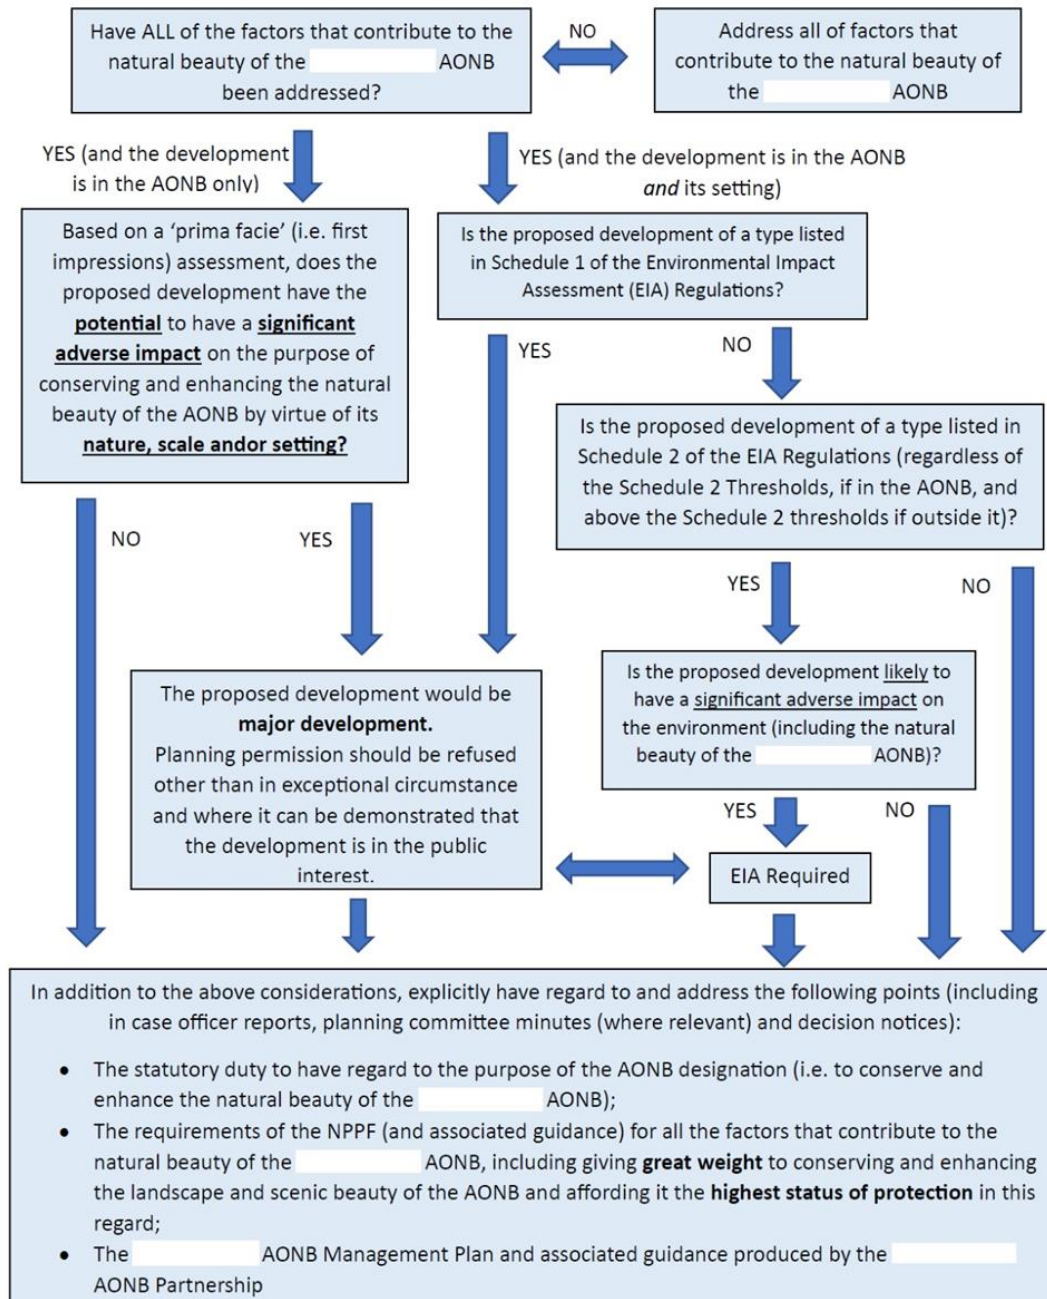 Have ALL of the factors that contribute to the
natural beauty of the AONB
been addressed?
NO
Address all of factors that
contribute to the natural beauty of
the AONB
YES (and the development
is in the AONB only)
YES (and the development is in the AONB
and its setting)
Based on a ‘prima facie’ (i.e. first
impressions) assessment, does the
proposed development have the
potential to have a significant
adverse impact on the purpose of
conserving and enhancing the natural
beauty of the AONB by virtue of its
nature, scale andor setting?
Is the proposed development of a type listed
in Schedule 1 of the Environmental Impact
Assessment (EIA) Regulations?
YES
NO
Is the proposed development of a type listed in
Schedule 2 of the EIA Regulations (regardless of
the Schedule 2 Thresholds, if in the AONB, and
above the Schedule 2 thresholds if outside it)?
NO
YES
YES
NO
The proposed development would be
major development.
Planning permission should be refused
other than in exceptional circumstance
and where it can be demonstrated that
the development is in the public
interest.
Is the proposed development likely to
have a significant adverse impact on
the environment (including the natural
beauty of the AONB)?
YES
NO
EIA Required
In addition to the above considerations, explicitly have regard to and address the following points (including
in case officer reports, planning committee minutes (where relevant) and decision notices):
• The statutory duty to have regard to the purpose of the AONB designation (i.e. to conserve and
enhance the natural beauty of the AONB);
• The requirements of the NPPF (and associated guidance) for all the factors that contribute to the
natural beauty of the AONB, including giving great weight to conserving and enhancing
the landscape and scenic beauty of the AONB and affording it the highest status of protection in this
regard;
• The AONB Management Plan and associated guidance produced by the
AONB Partnership